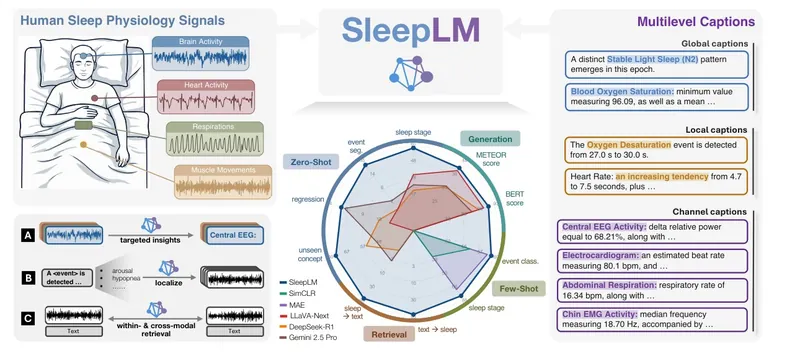 Human Sleep Physiology Signals
Brain Activity
Heart Activity
Respirations
Muscle Movements
A
targeted insights
Central EEG:
B
A <event> is
detected ...
arousal
hypopnea
......
localize
C
Text
within- & cross-modal
retrieval
Text
SleepLM
sleep stage
event
seg.
Generation
METEOR
score
Zero-Shot
BERT
score
regression
unseen
concept
event class.
Few-Shot
sleep
→ text
sleep stage
text → sleep
Retrieval
SleepLM
SimCLR
MAE
LLaVA-Next
DeepSeek-R1
Gemini 2.5 Pro
Multilevel Captions
Global captions
A distinct Stable Light Sleep (N2) pattern
emerges in this epoch.
Blood Oxygen Saturation: minimum value
measuring 96.09, as well as a mean ...
Local captions
The Oxygen Desaturation event is detected
from 27.0 s to 30.0 s.
Heart Rate: an increasing tendency from 4.7
to 7.5 seconds, plus ...
Channel captions
Central EEG Activity: delta relative power
equal to 68.21%, along with ...
Electrocardiogram: an estimated beat rate
measuring 80.1 bpm, and ...
Abdominal Respiration: respiratory rate of
16.34 bpm, along with ...
Chin EMG Activity: median frequency
measuring 18.70 Hz, accompanied by ...